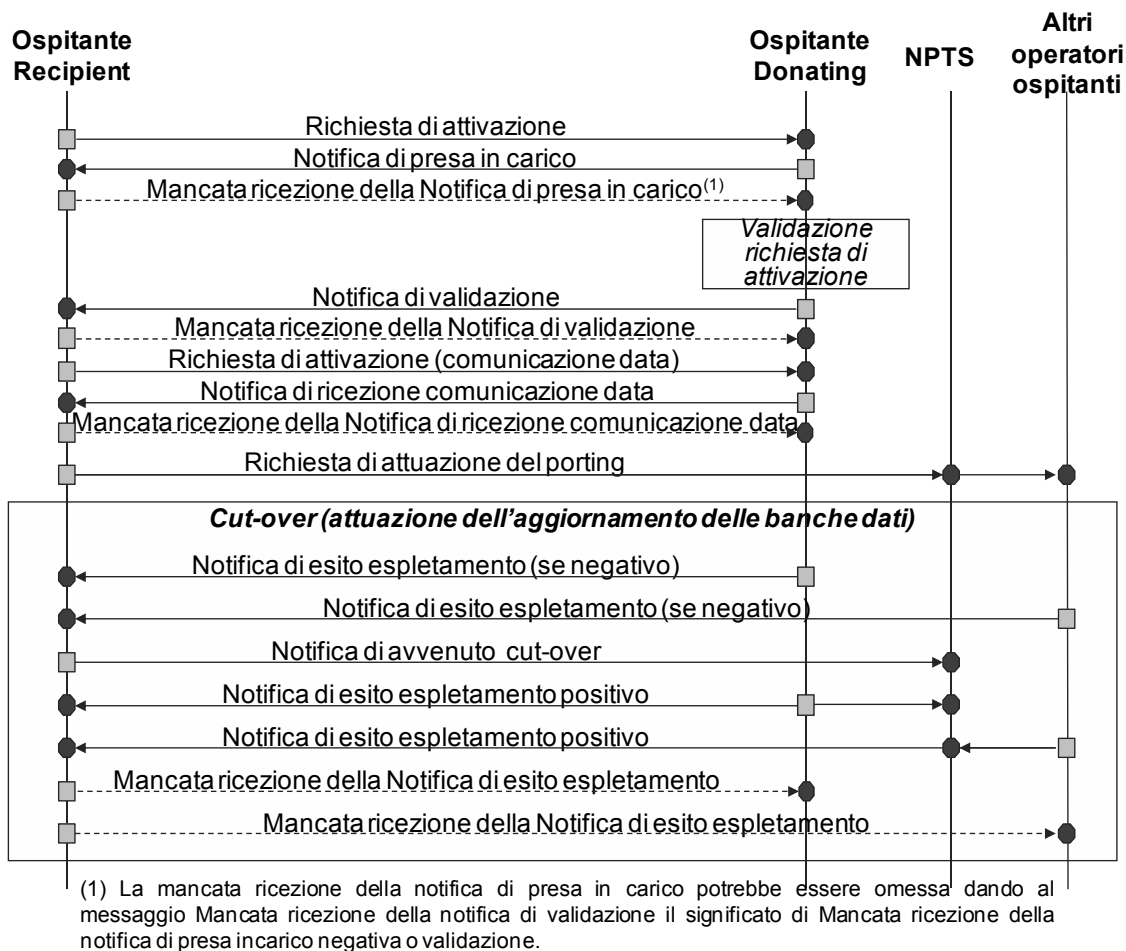 Ospitante
Recipient
Ospitante
Donating
NPTS
Altri
operatori
ospitanti
Richiesta di attivazione
Notifica di presa in carico
Mancata ricezione della Notifica di presa in carico(1)
Validazione
richiesta di
attivazione
Notifica di validazione
Mancata ricezione della Notifica di validazione
Richiesta di attivazione (comunicazione data)
Notifica di ricezione comunicazione data
Mancata ricezione della Notifica di ricezione comunicazione data
Richiesta di attuazione del porting
Cut-over (attuazione dell'aggiornamento delle banche dati)
Notifica di esito espletamento (se negativo)
Notifica di esito espletamento (se negativo)
Notifica di avvenuto cut-over
Notifica di esito espletamento positivo
Notifica di esito espletamento positivo
Mancata ricezione della Notifica di esito espletamento
Mancata ricezione della Notifica di esito espletamento
(1) La mancata ricezione della notifica di presa in carico potrebbe essere omessa dando al
messaggio Mancata ricezione della notifica di validazione il significato di Mancata ricezione della
notifica di presa incarico negativa o validazione.